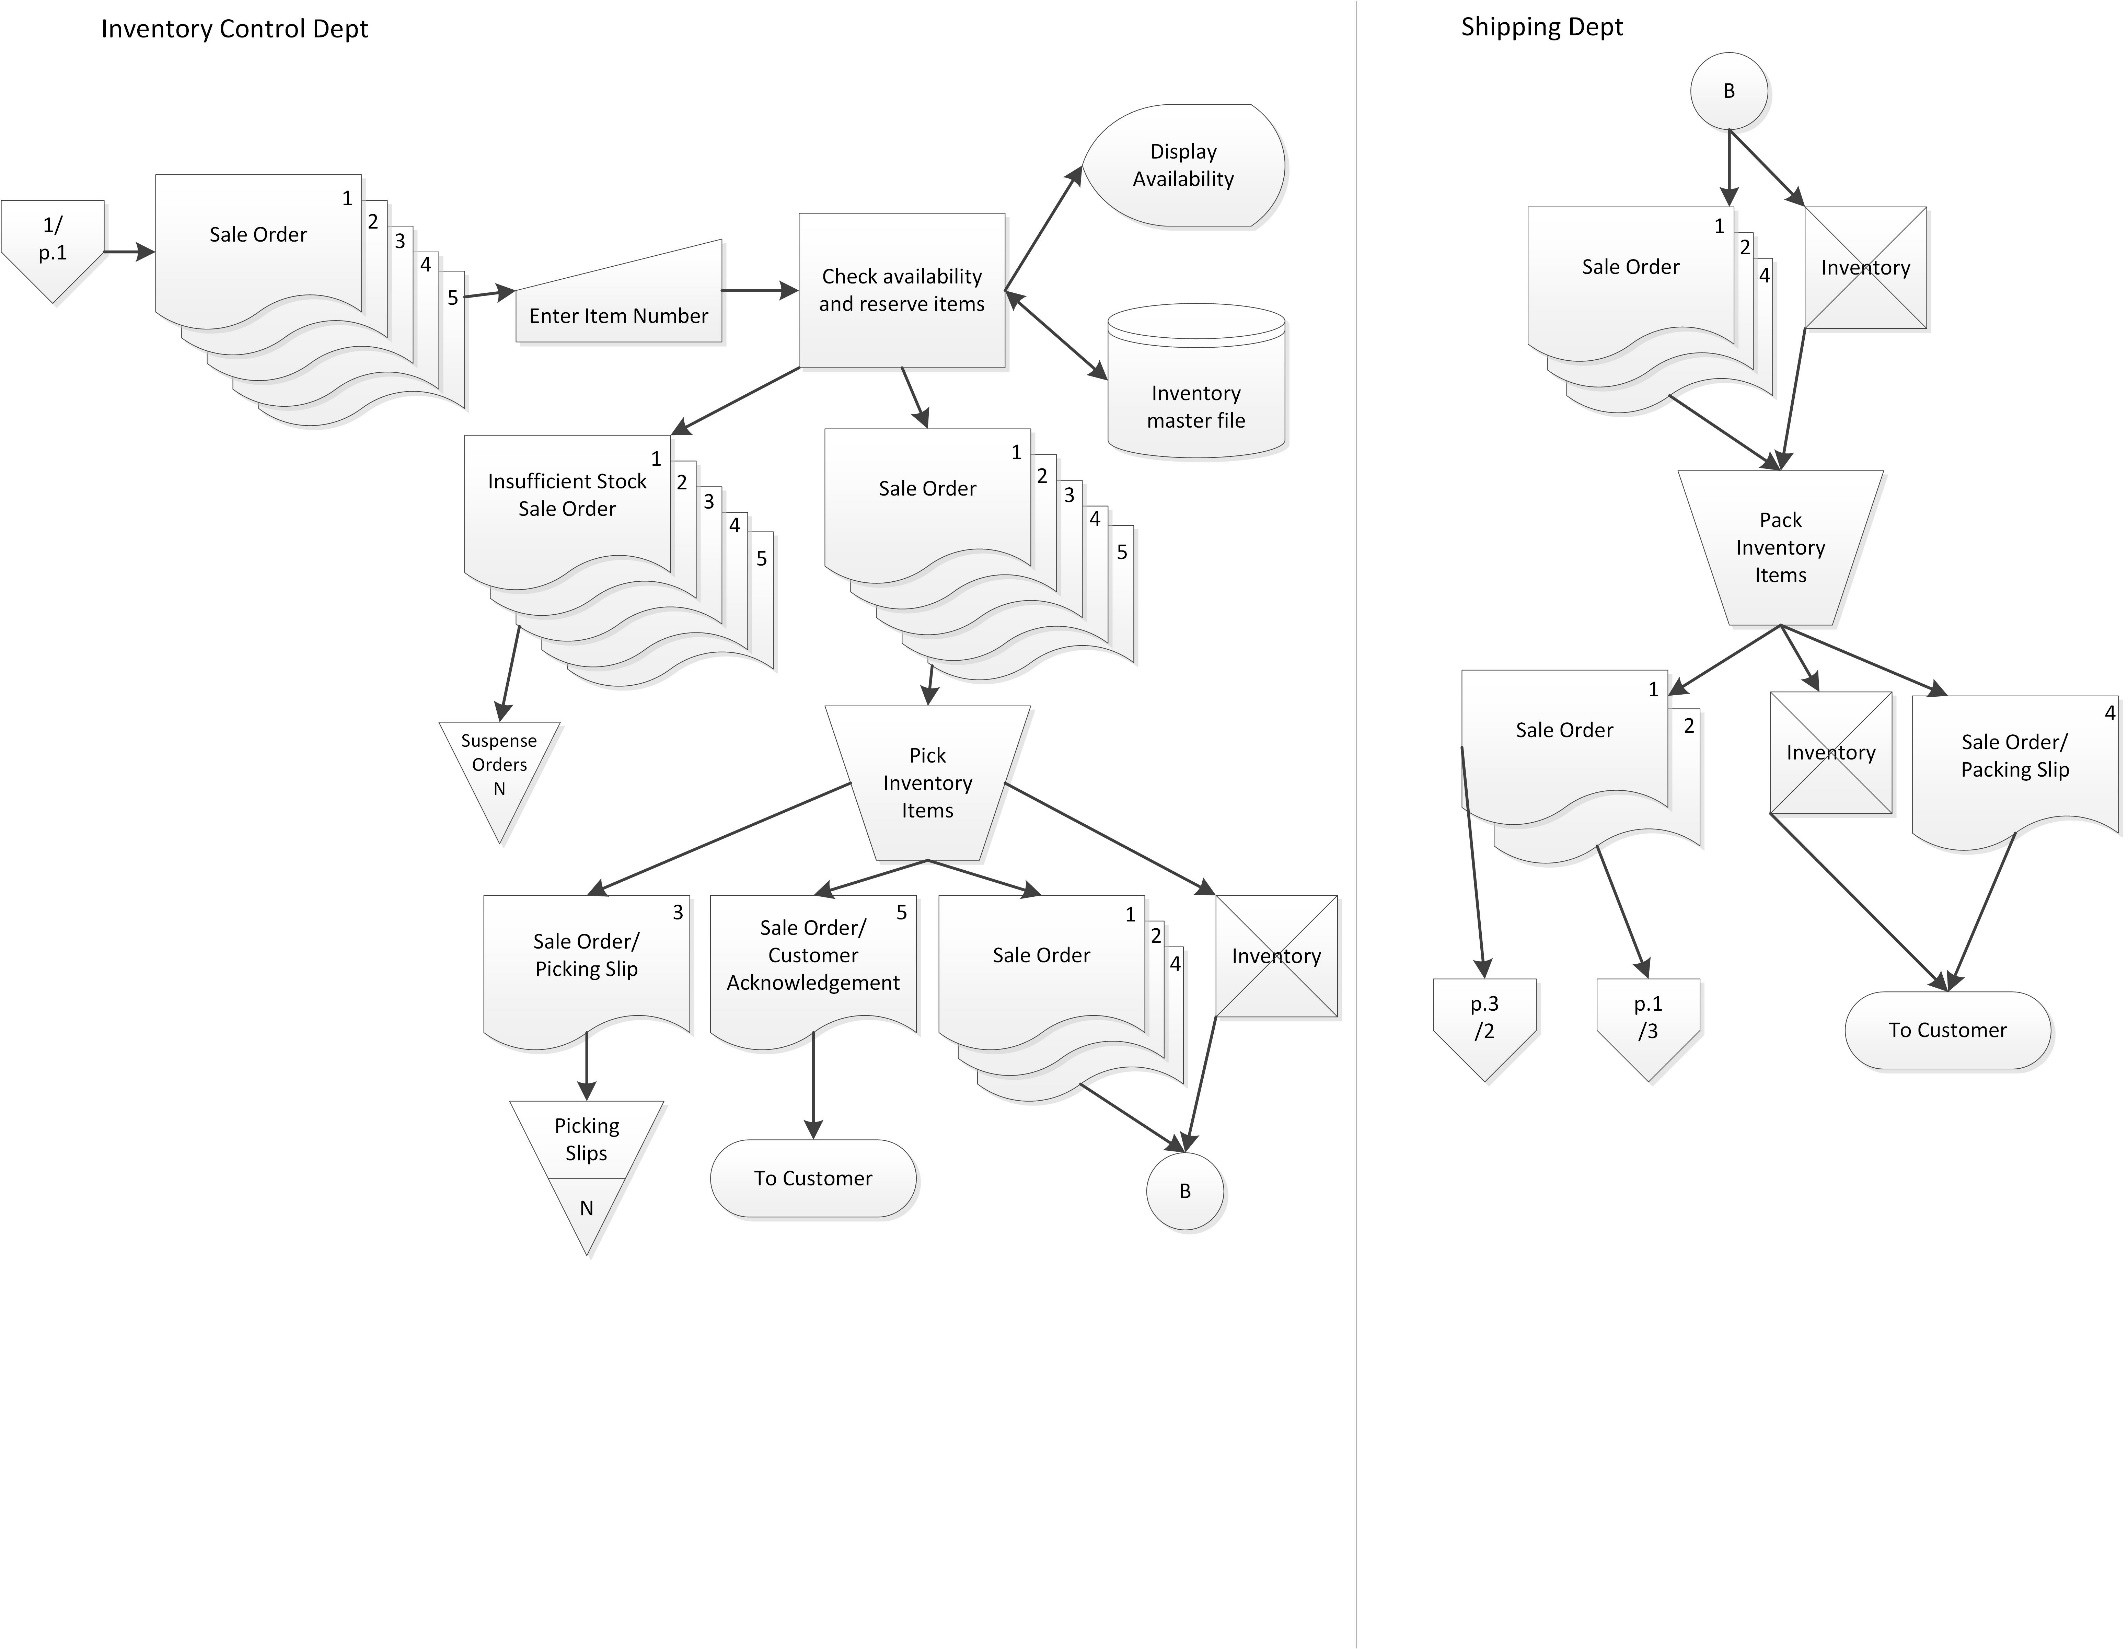 Inventory Control Dept
Shipping Dept
1/
p.1
Sale Order
1
2
3
4
5
Enter Item Number
Check availability
and reserve items
Display
Availability
Inventory
master file
Insufficient Stock
Sale Order
1
2
3
4
5
Sale Order
1
2
3
4
5
Suspense
Orders
N
Pick
Inventory
Items
3
Sale Order/
Picking Slip
5
Sale Order/
Customer
Acknowledgement
Sale Order
1
2
4
Inventory
Picking
Slips
N
To Customer
B
B
Sale Order
1
2
4
Inventory
Pack
Inventory
Items
Sale Order
1
2
Inventory
4
Sale Order/
Packing Slip
p.3
/2
p.1
/3
To Customer